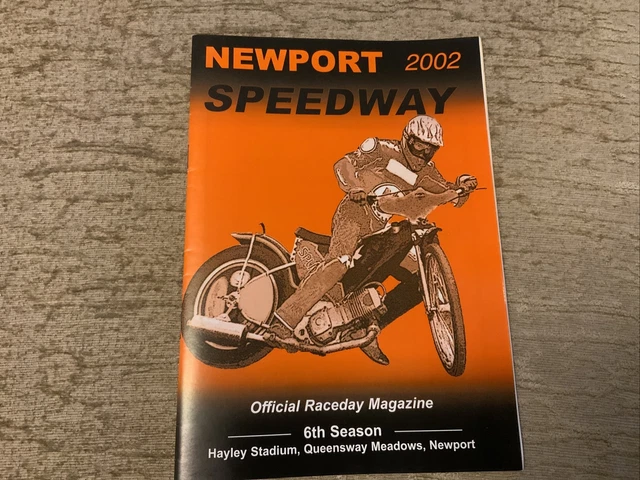 NEWPORT 2002
SPEEDWAY
Official Raceday Magazine
6th Season
Hayley Stadium, Queensway Meadows, Newport